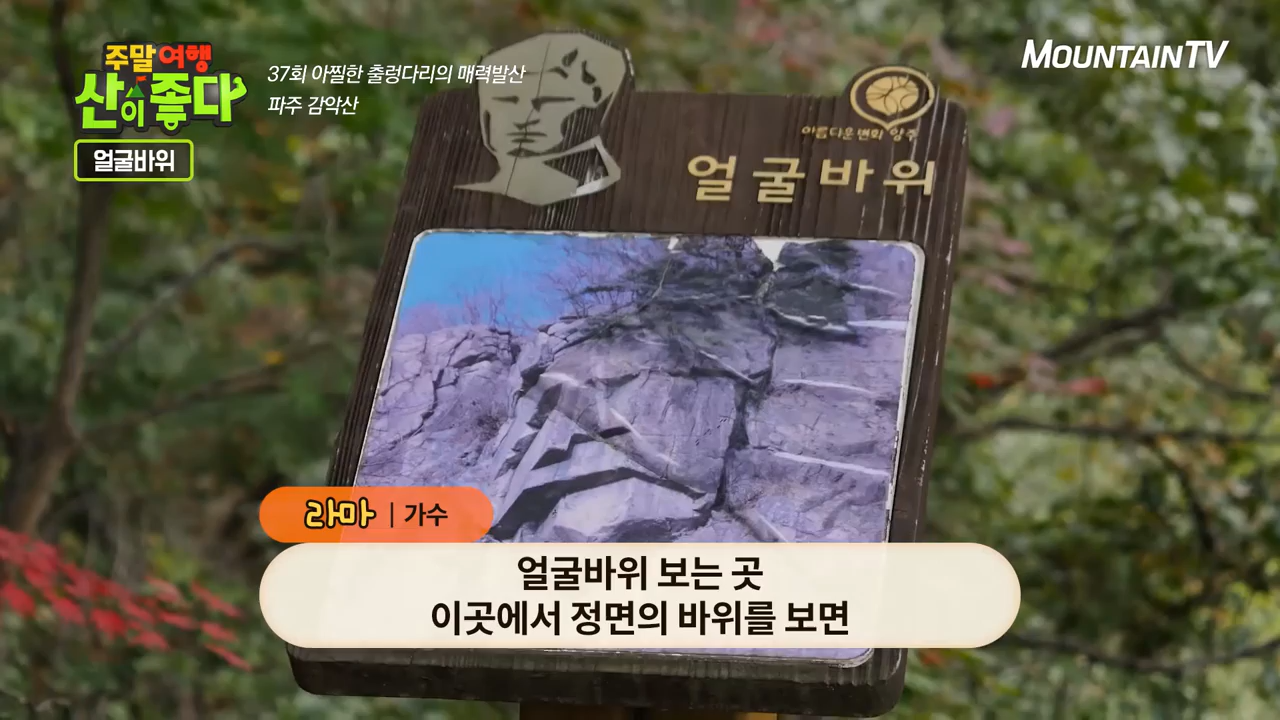 주말여행
산이 좋다
얼굴바위
37회 아찔한 출렁다리의 매력발산
파주 감악산
MOUNTAINTV
아름다운변화 양주
얼굴바위
라마 | 가수
얼굴바위 보는 곳
이곳에서 정면의 바위를 보면